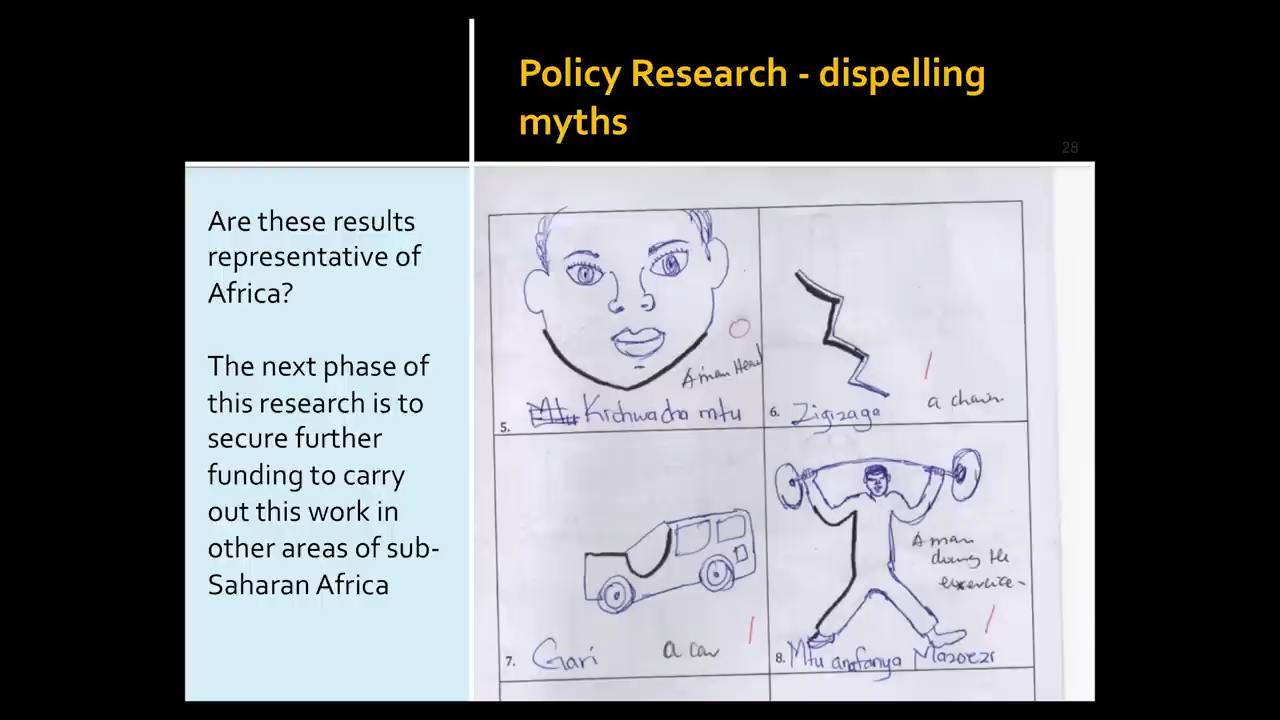 Policy Research - dispelling
myths
28
Are these results
representative of
Africa?
The next phase of
this research is to
secure further
funding to carry
out this work in
other areas of sub-
Saharan Africa
A man Head
5. Mtu Kichwa cha mtu
a chain
6. Zigizaga
7. Gari a car
A man
doing the
exercise-
8. Mtu anafanya Mazoezi